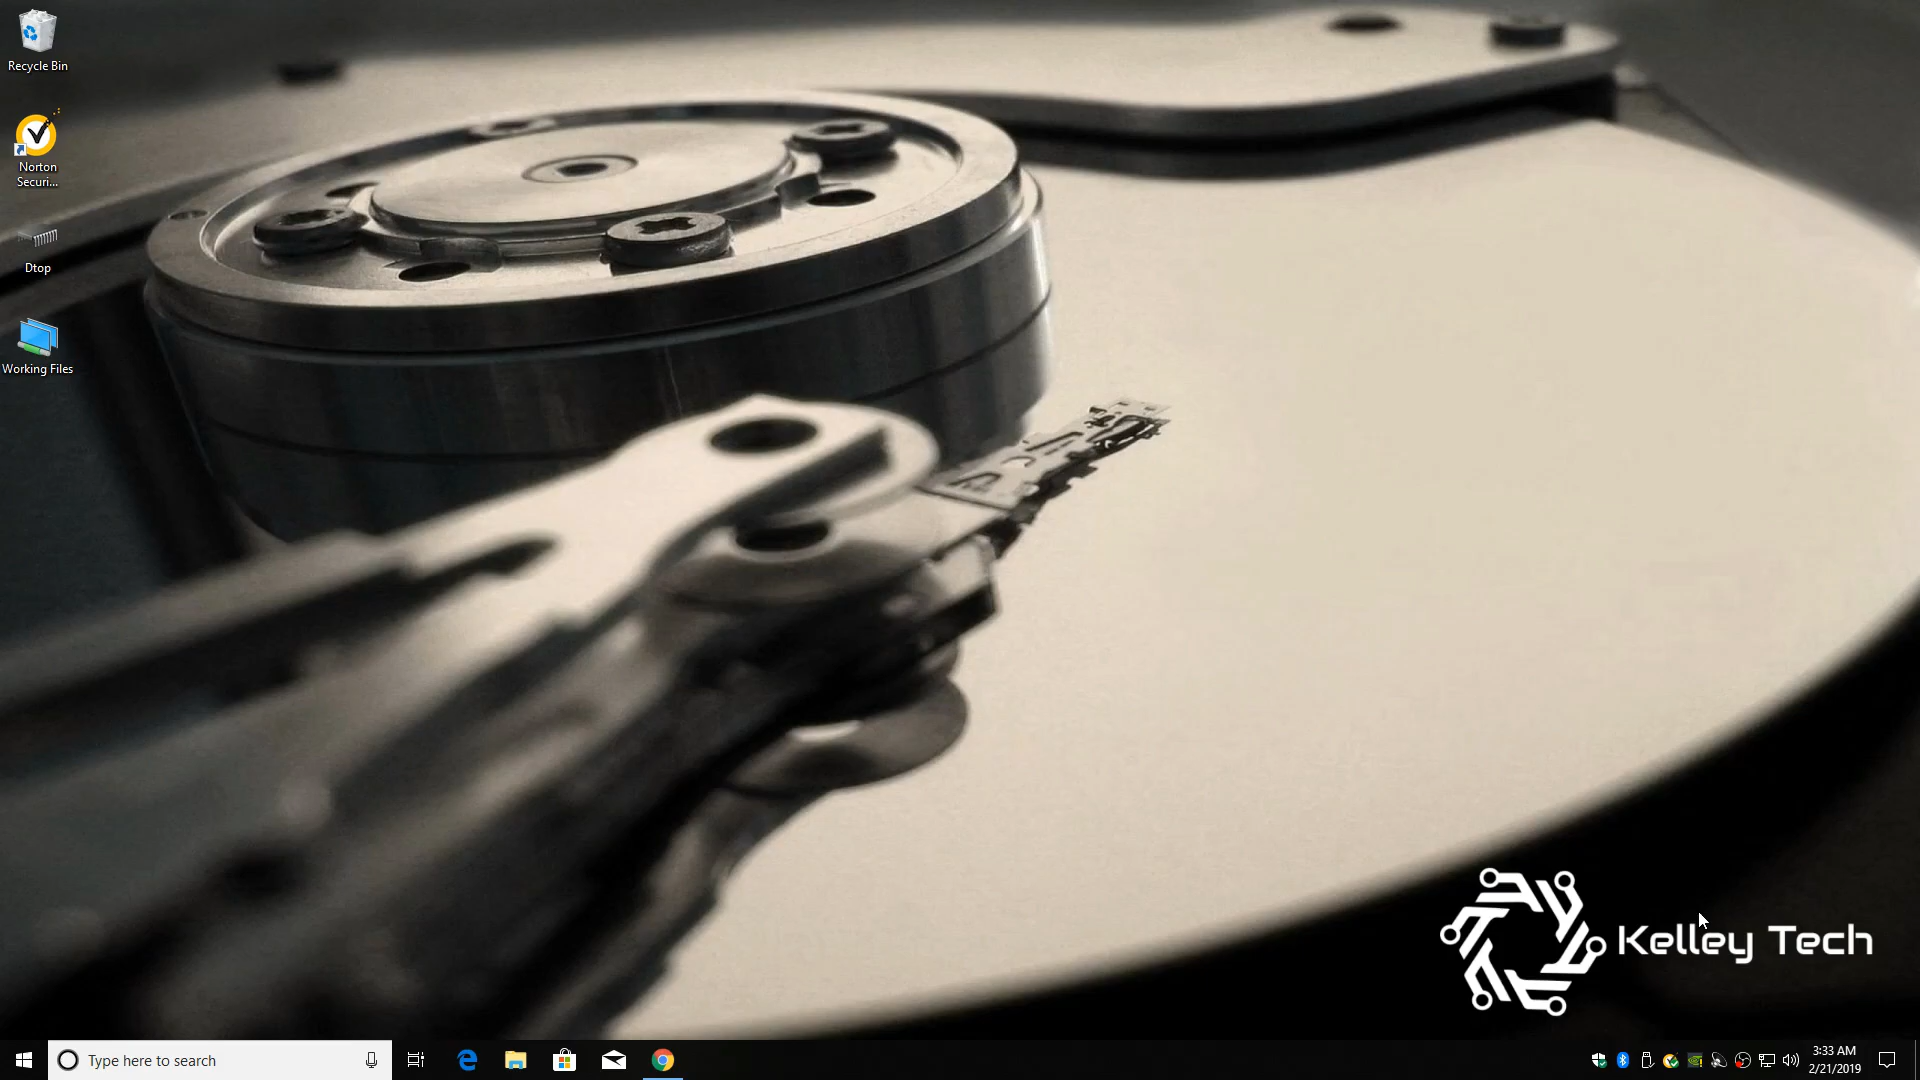 Recycle Bin
Norton
Securi...
Dtop
Working Files
Kelley Tech
Type here to search
3:33 AM
2/21/2019